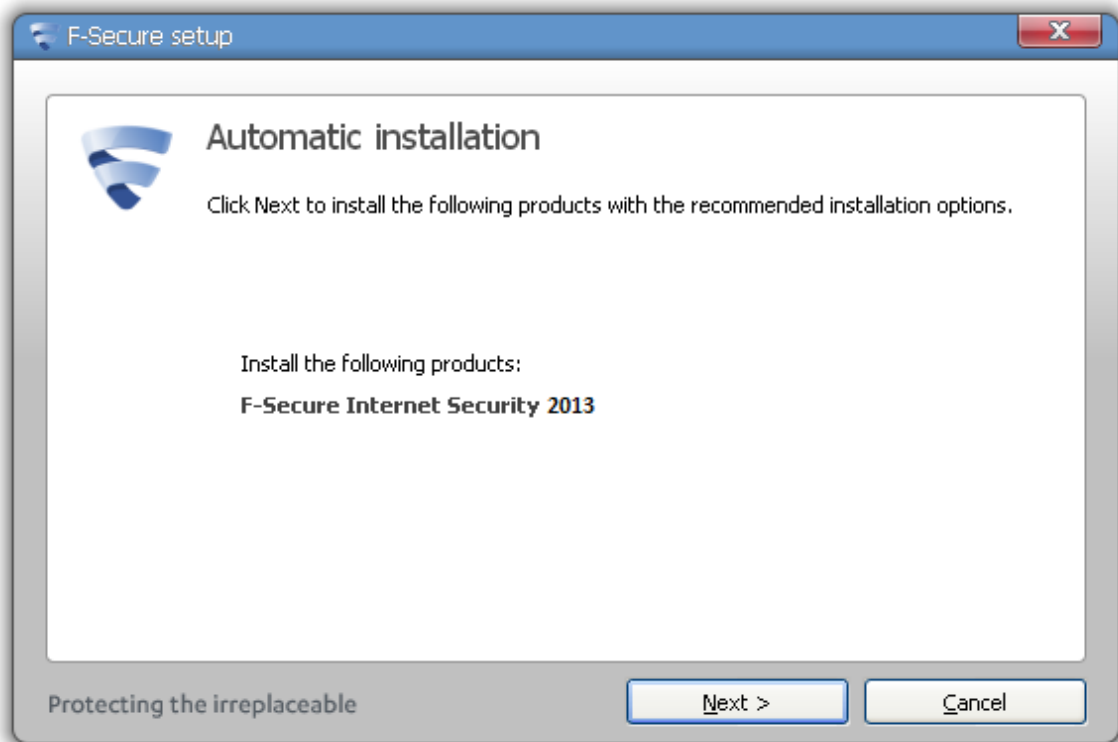 F-Secure setup
Automatic installation
Click Next to install the following products with the recommended installation options.
Install the following products:
F-Secure Internet Security 2013
Protecting the irreplaceable
Next >
Cancel